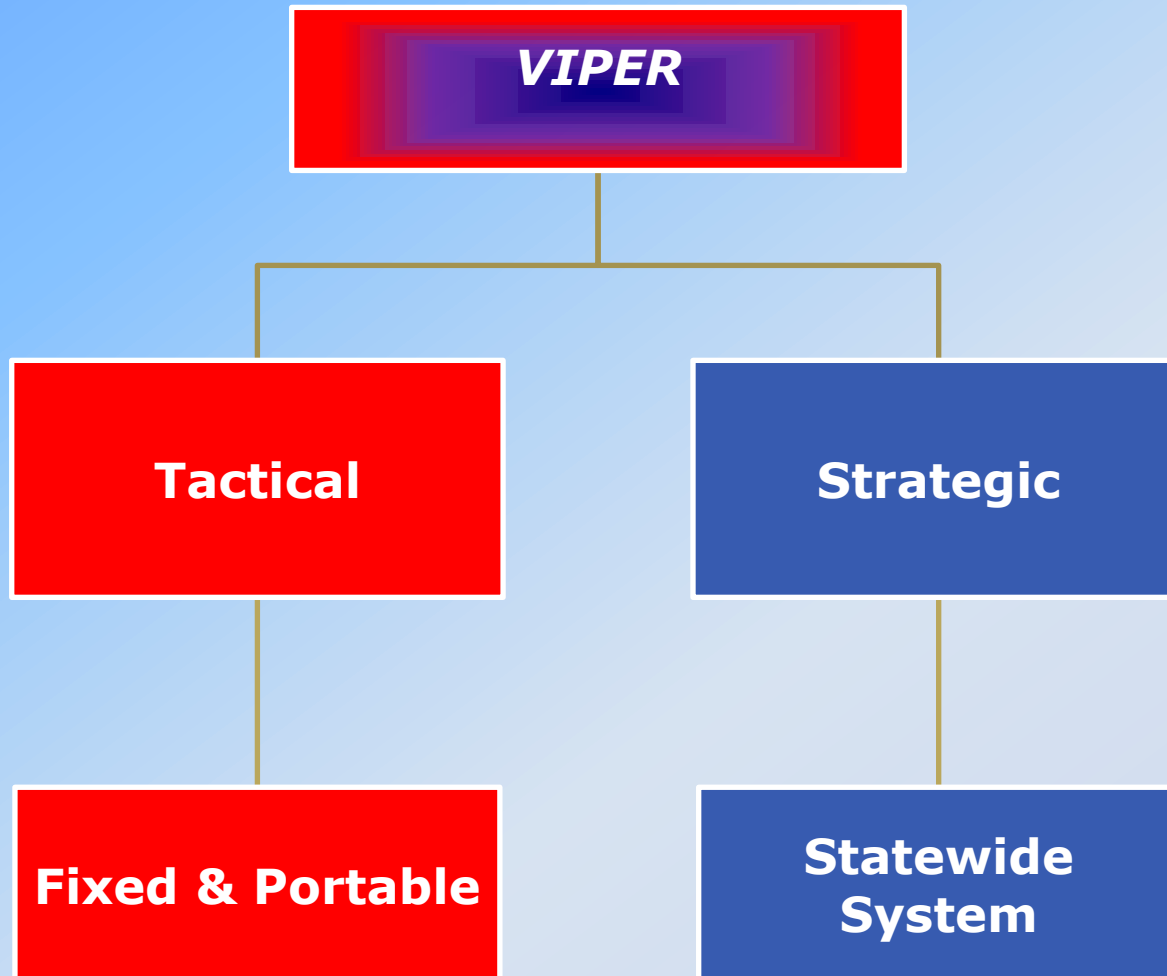 VIPER
Tactical
Strategic
Fixed & Portable
Statewide
System